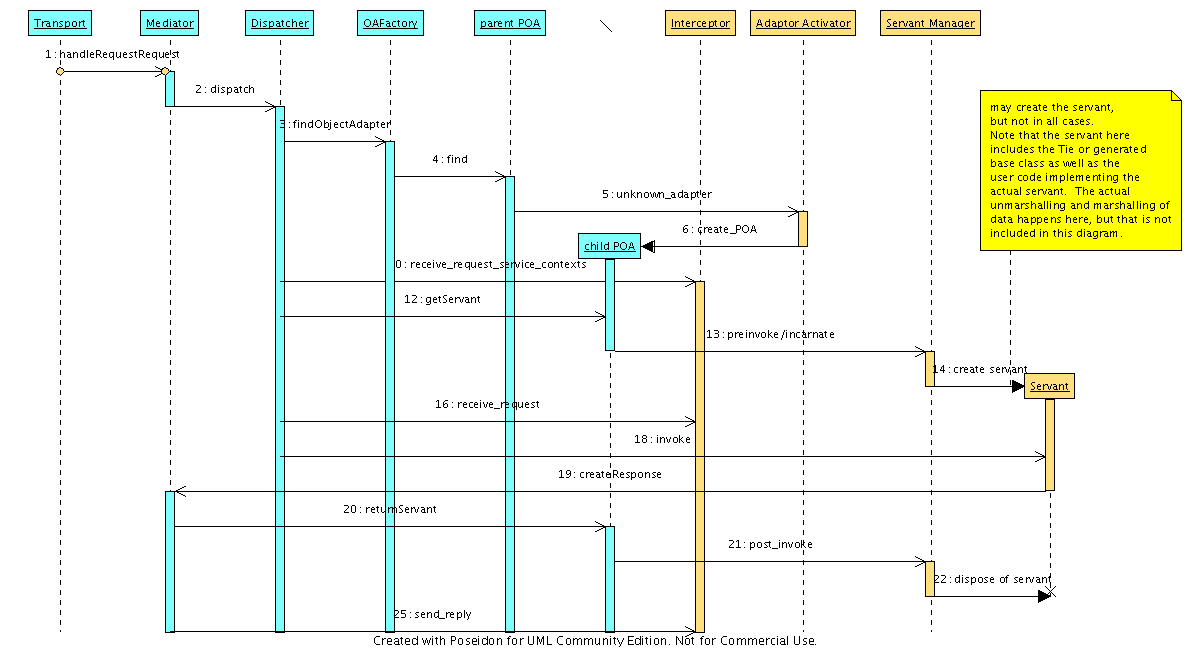 Transport
Mediator
Dispatcher
OAFactory
parent POA
Interceptor
Adaptor Activator
Servant Manager
1 : handleRequestRequest
2 : dispatch
may create the servant,
but not in all cases.
Note that the servant here
includes the Tie or generated
base class as well as the
user code implementing the
actual servant. The actual
unmarshalling and marshalling of
data happens here, but that is not
included in this diagram.
3 : findObjectAdapter
4 : find
5 : unknown_adapter
6 : create_POA
child POA
0 : receive_request_service_contexts
12 : getServant
13 : preinvoke/incarnate
14 : create servant
Servant
16 : receive_request
18 : invoke
19 : createResponse
20 : returnServant
21 : post_invoke
22 : dispose of servant
25 : send_reply
Created with Poseidon for UML Community Edition. Not for Commercial Use.